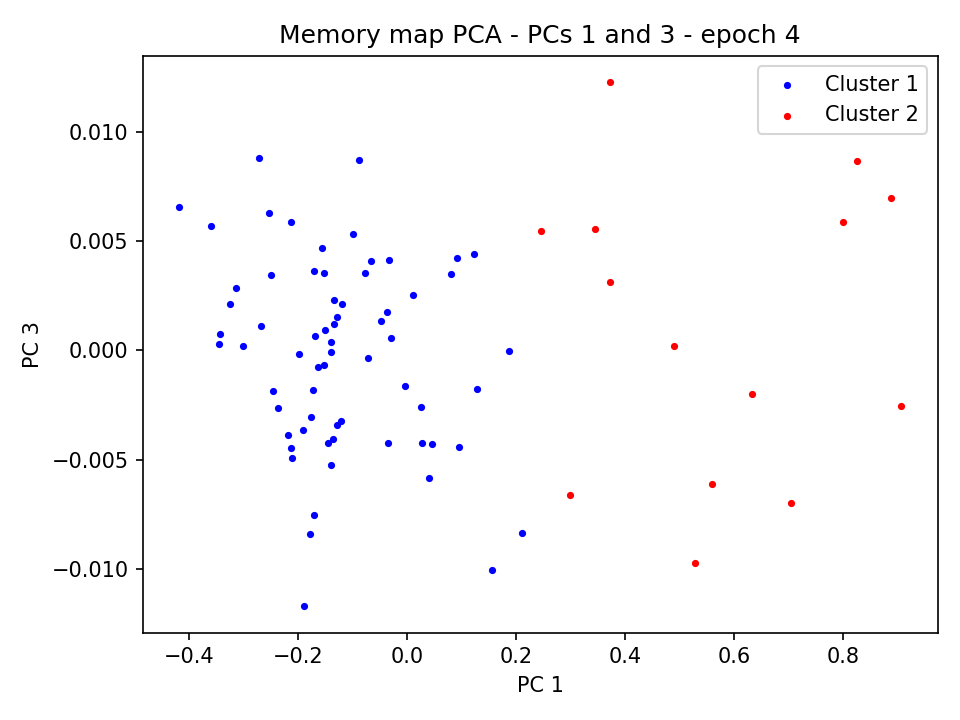 Memory map PCA - PCs 1 and 3 - epoch 4
Cluster 1
Cluster 2
0.010
0.005
0.000
−0.005
−0.010
PC 3
−0.4
−0.2
0.0
0.2
0.4
0.6
0.8
PC 1